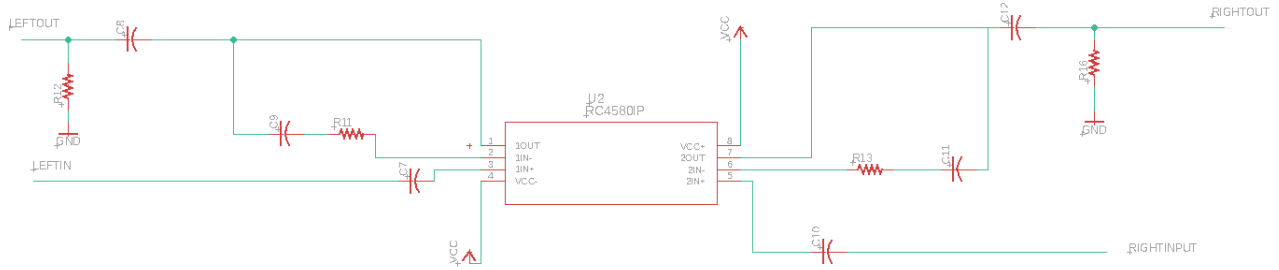 LEFTOUT
C8
R12
GND
C9
R11
LEFTIN
C7
VCC
U2
RC4580IP
1
1OUT
2
1IN-
3
1IN+
4
VCC-
8
VCC+
7
2OUT
6
2IN-
5
2IN+
VCC
R13
C11
C10
RIGHTINPUT
C12
RIGHTOUT
R16
GND